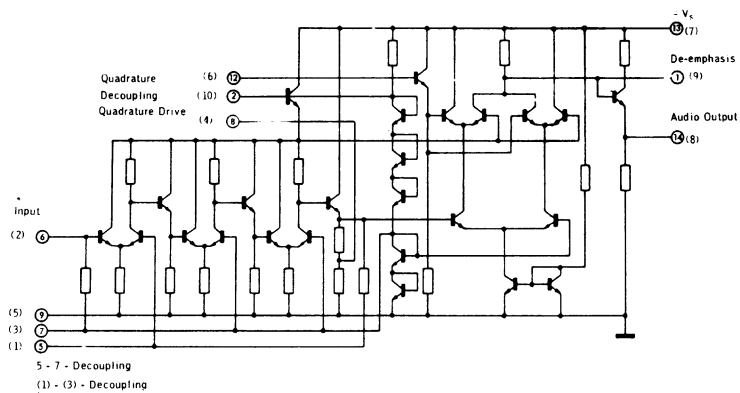 - Vs
13 (7)
De-emphasis
1 (9)
Quadrature (6) 12
Decoupling (10) 2
Quadrature Drive (4) 8
Audio Output
14 (8)
*
Input
(2) 6
(5) 9
(3) 7
(1) 5
5 - 7 - Decoupling
(1) - (3) - Decoupling